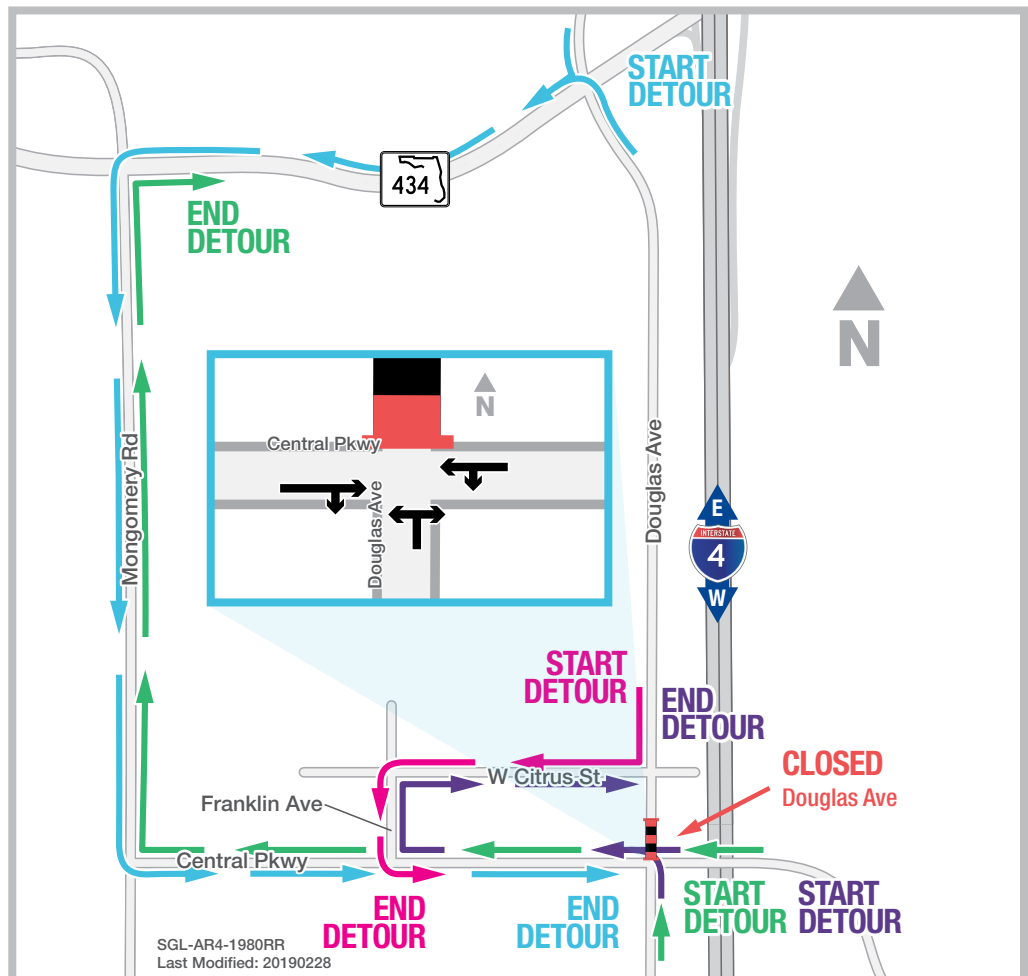 START
DETOUR
434
END
DETOUR
N
N
Central Pkwy
Douglas Ave
Mongomery Rd
Douglas Ave
E
INTERSTATE
4
W
START
DETOUR
END
DETOUR
CLOSED
Douglas Ave
W Citrus St
Franklin Ave
Central Pkwy
START
DETOUR
START
DETOUR
END
DETOUR
END
DETOUR
SGL-AR4-1980RR
Last Modified: 20190228